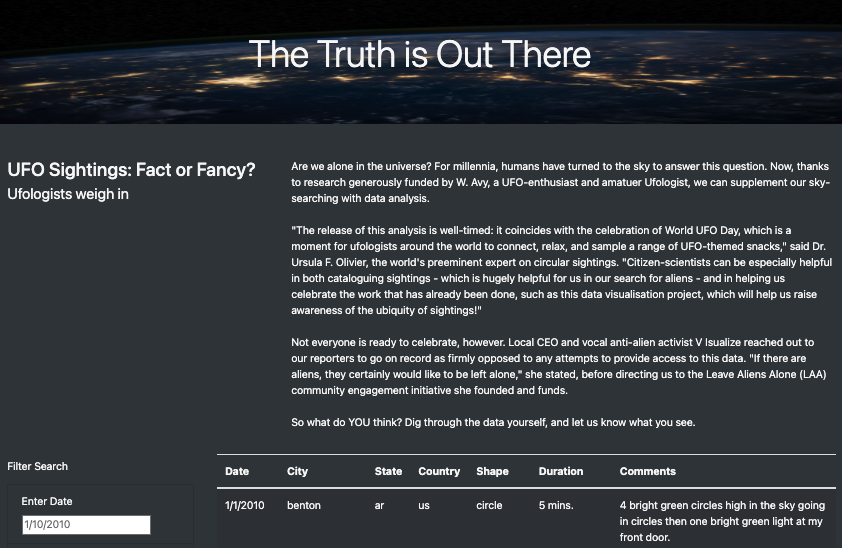 The Truth is Out There
UFO Sightings: Fact or Fancy?
Ufologists weigh in
Are we alone in the universe? For millennia, humans have turned to the sky to answer this question. Now, thanks
to research generously funded by W. Avy, a UFO-enthusiast and amatuer Ufologist, we can supplement our sky-
searching with data analysis.
"The release of this analysis is well-timed: it coincides with the celebration of World UFO Day, which is a
moment for ufologists around the world to connect, relax, and sample a range of UFO-themed snacks," said Dr.
Ursula F. Olivier, the world's preeminent expert on circular sightings. "Citizen-scientists can be especially helpful
in both cataloguing sightings - which is hugely helpful for us in our search for aliens - and in helping us
celebrate the work that has already been done, such as this data visualisation project, which will help us raise
awareness of the ubiquity of sightings!"
Not everyone is ready to celebrate, however. Local CEO and vocal anti-alien activist V Isualize reached out to
our reporters to go on record as firmly opposed to any attempts to provide access to this data. "If there are
aliens, they certainly would like to be left alone," she stated, before directing us to the Leave Aliens Alone (LAA)
community engagement initiative she founded and funds.
So what do YOU think? Dig through the data yourself, and let us know what you see.
Filter Search
Enter Date
1/10/2010
Date City State Country Shape Duration Comments
1/1/2010 benton ar us circle 5 mins. 4 bright green circles high in the sky going
in circles then one bright green light at my
front door.